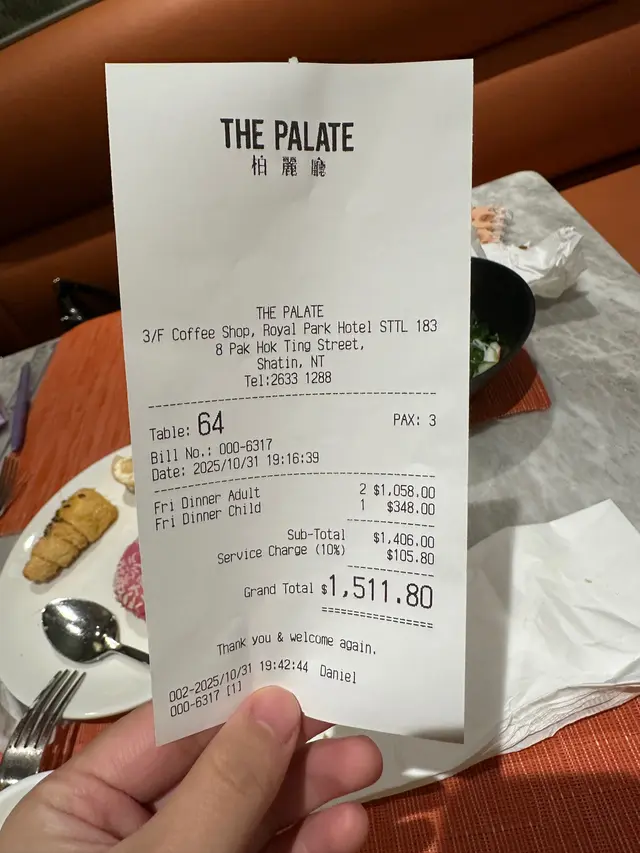 THE PALATE
柏麗廳
THE PALATE
3/F Coffee Shop, Royal Park Hotel STTL 183
8 Pak Hok Ting Street,
Shatin, NT
Tel:2633 1288
Table: 64 PAX: 3
Bill No.: 000-6317
Date: 2025/10/31 19:16:39
Fri Dinner Adult 2 $1,058.00
Fri Dinner Child 1 $348.00
Sub-Total $1,406.00
Service Charge (10%) $105.80
Grand Total $1,511.80
Thank you & welcome again.
002-2025/10/31 19:42:44 Daniel
000-6317 [1]